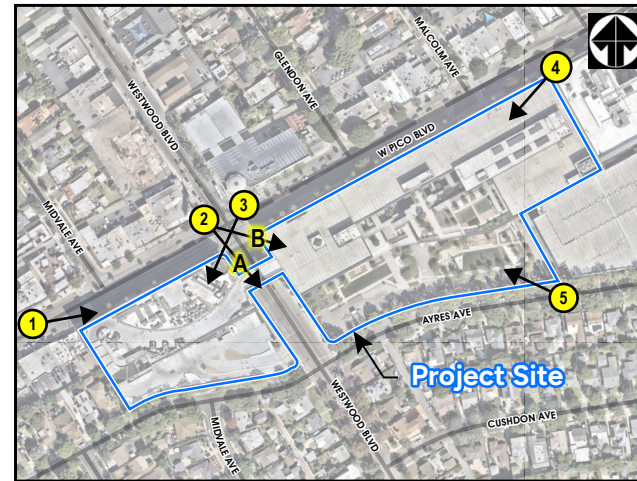 MALCOLM AVE
GLENDON AVE
WESTWOOD BLVD
4
W PICO BLVD
MIDVALE AVE
2
3
B
A
1
5
AYRES AVE
Project Site
WESTWOOD BLVD
MIDVALE AVE
CUSHDON AVE